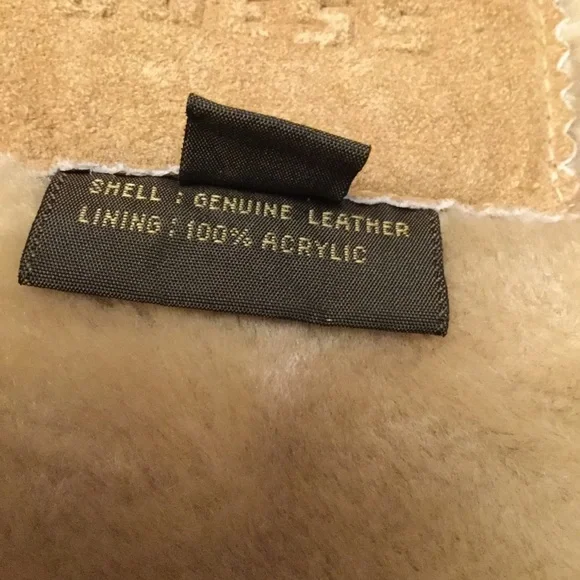 SHELL : GENUINE LEATHER
LINING : 100% ACRYLIC